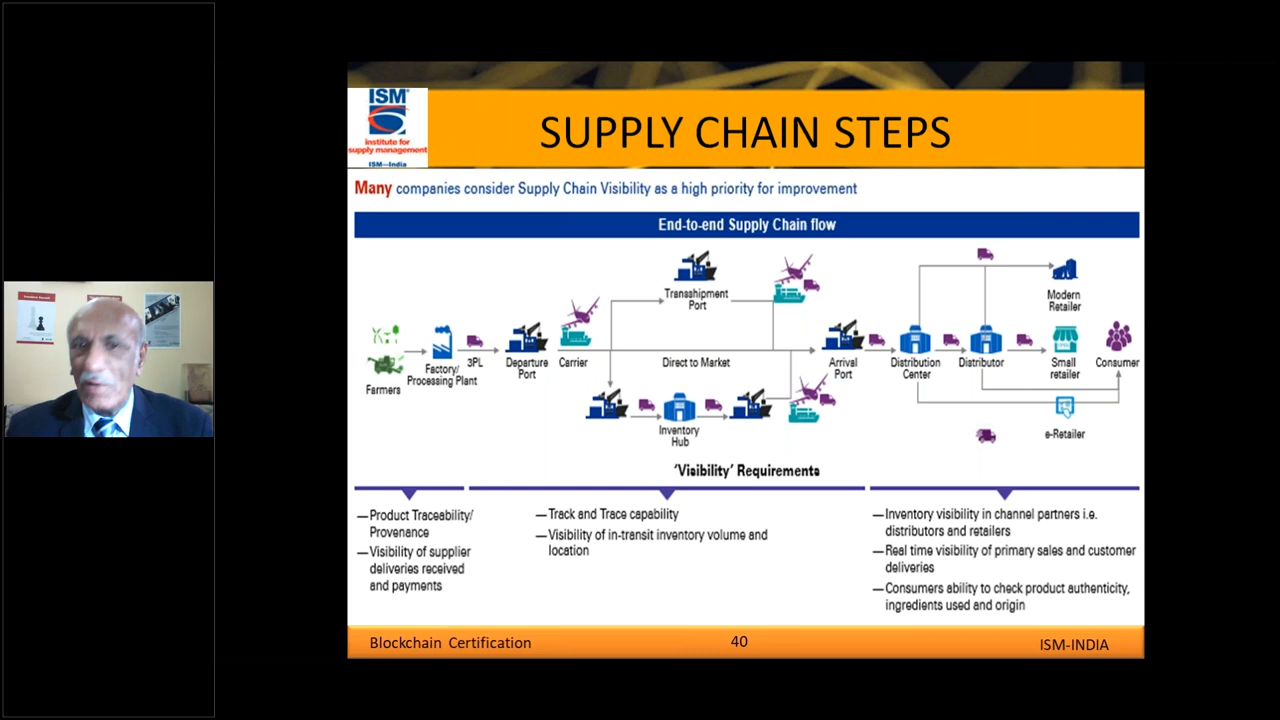 ISM®
institute for
supply management
ISM—India
SUPPLY CHAIN STEPS
Many companies consider Supply Chain Visibility as a high priority for improvement
End-to-end Supply Chain flow
Transshipment
Port
Modern
Retailer
Farmers
Factory/
Processing Plant
3PL
Departure
Port
Carrier
Direct to Market
Arrival
Port
Distribution
Center
Distributor
Small
retailer
Consumer
Inventory
Hub
e-Retailer
‘Visibility’ Requirements
—Product Traceability/
Provenance
—Visibility of supplier
deliveries received
and payments
—Track and Trace capability
—Visibility of in-transit inventory volume and
location
—Inventory visibility in channel partners i.e.
distributors and retailers
—Real time visibility of primary sales and customer
deliveries
—Consumers ability to check product authenticity,
ingredients used and origin
Blockchain Certification
40
ISM-INDIA